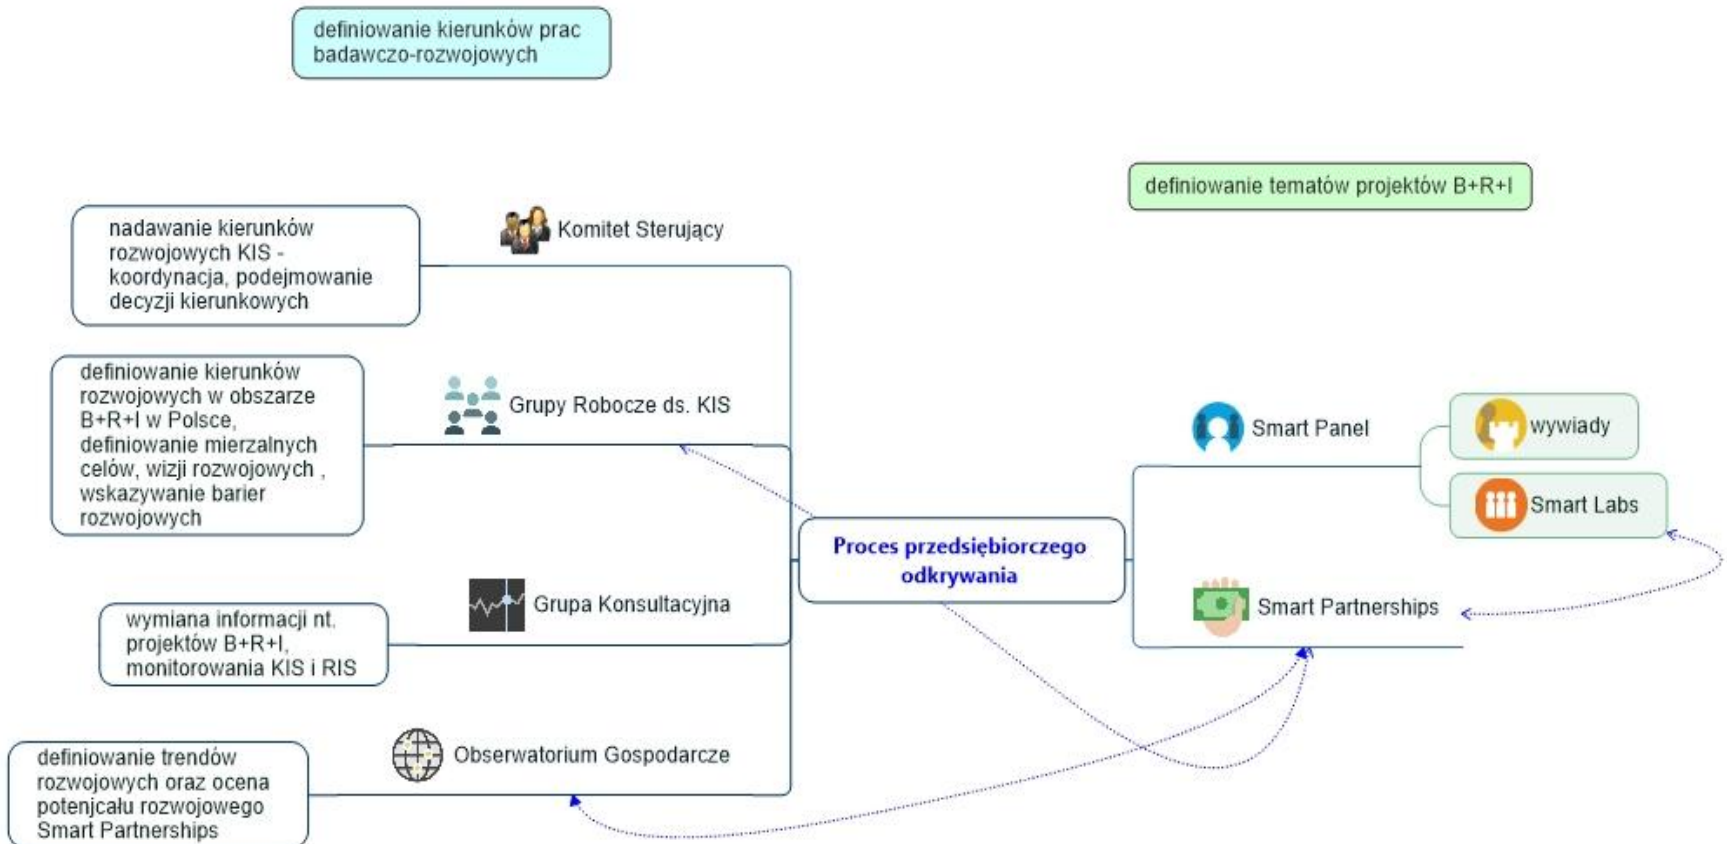 definiowanie kierunków prac
badawczo-rozwojowych
definiowanie tematów projektów B+R+I
nadawanie kierunków
rozwojowych KIS -
koordynacja, podejmowanie
decyzji kierunkowych
Komitet Sterujący
definiowanie kierunków
rozwojowych w obszarze
B+R+I w Polsce,
definiowanie mierzalnych
celów, wizji rozwojowych ,
wskazywanie barier
rozwojowych
Grupy Robocze ds. KIS
wymiana informacji nt.
projektów B+R+I,
monitorowania KIS i RIS
Grupa Konsultacyjna
definiowanie trendów
rozwojowych oraz ocena
potenjcału rozwojowego
Smart Partnerships
Obserwatorium Gospodarcze
Proces przedsiębiorczego
odkrywania
Smart Panel
wywiady
Smart Labs
Smart Partnerships